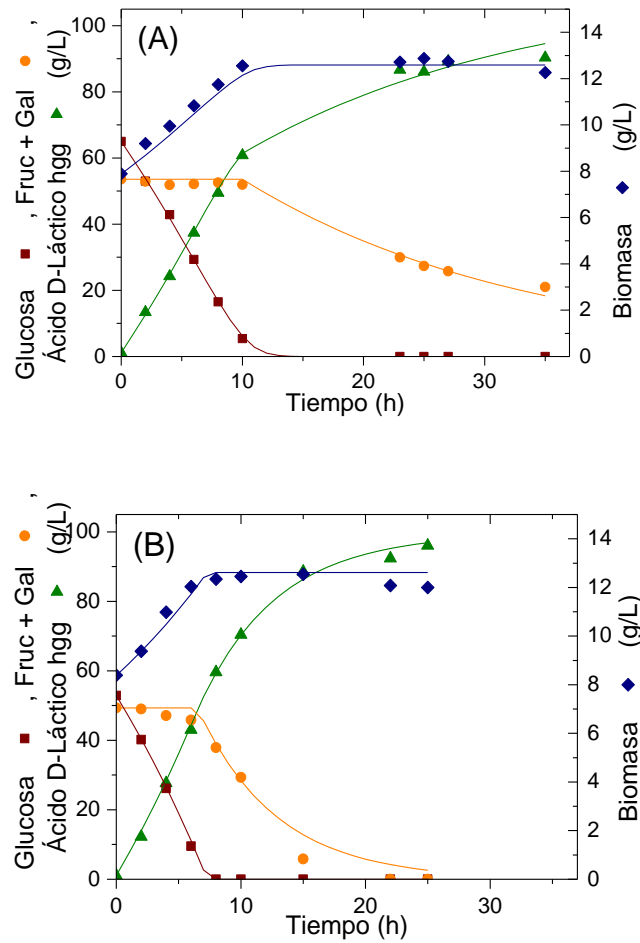 (A)
Glucosa ■ , Fruc + Gal ● ,
Ácido D-Láctico hgg ▲ (g/L)
100
80
60
40
20
0
14
12
10
8
6
4
2
0
Biomasa ◆ (g/L)
0 10 20 30
Tiempo (h)
(B)
Glucosa ■ , Fruc + Gal ● ,
Ácido D-Láctico hgg ▲ (g/L)
100
80
60
40
20
0
14
12
10
8
6
4
2
0
Biomasa ◆ (g/L)
0 10 20 30
Tiempo (h)